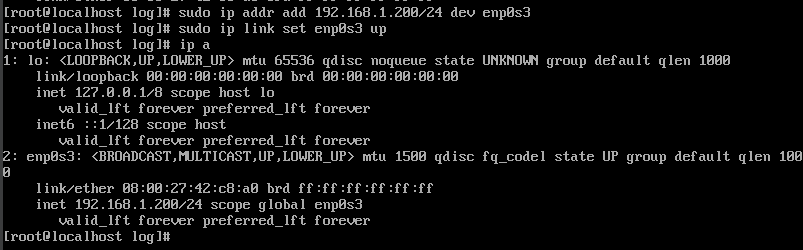 [root@localhost log]# sudo ip addr add 192.168.1.200/24 dev enp0s3
[root@localhost log]# sudo ip link set enp0s3 up
[root@localhost log]# ip a
1: lo: <LOOPBACK,UP,LOWER_UP> mtu 65536 qdisc noqueue state UNKNOWN group default qlen 1000
    link/loopback 00:00:00:00:00:00 brd 00:00:00:00:00:00
    inet 127.0.0.1/8 scope host lo
       valid_lft forever preferred_lft forever
    inet6 ::1/128 scope host
       valid_lft forever preferred_lft forever
2: enp0s3: <BROADCAST,MULTICAST,UP,LOWER_UP> mtu 1500 qdisc fq_codel state UP group default qlen 100
0
    link/ether 08:00:27:42:c8:a0 brd ff:ff:ff:ff:ff:ff
    inet 192.168.1.200/24 scope global enp0s3
       valid_lft forever preferred_lft forever
[root@localhost log]#